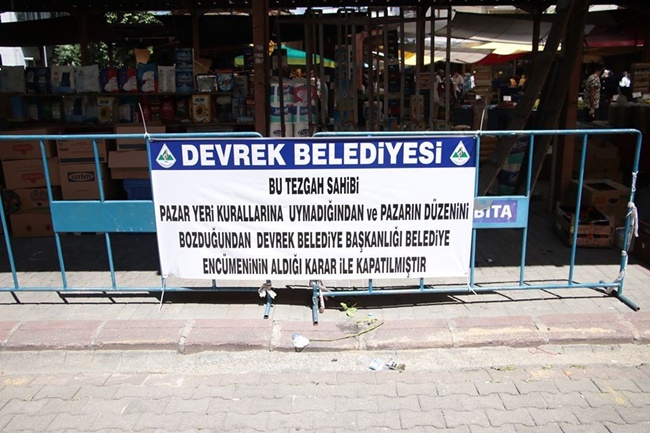 DEVREK BELEDİYESİ
BU TEZGAH SAHİBİ
PAZAR YERİ KURALLARINA UYMADIĞINDAN ve PAZARIN DÜZENİNİ
BOZDUĞUNDAN DEVREK BELEDİYE BAŞKANLIĞI BELEDİYE
ENCÜMENİNİN ALDIĞI KARAR İLE KAPATILMIŞTIR
BITA